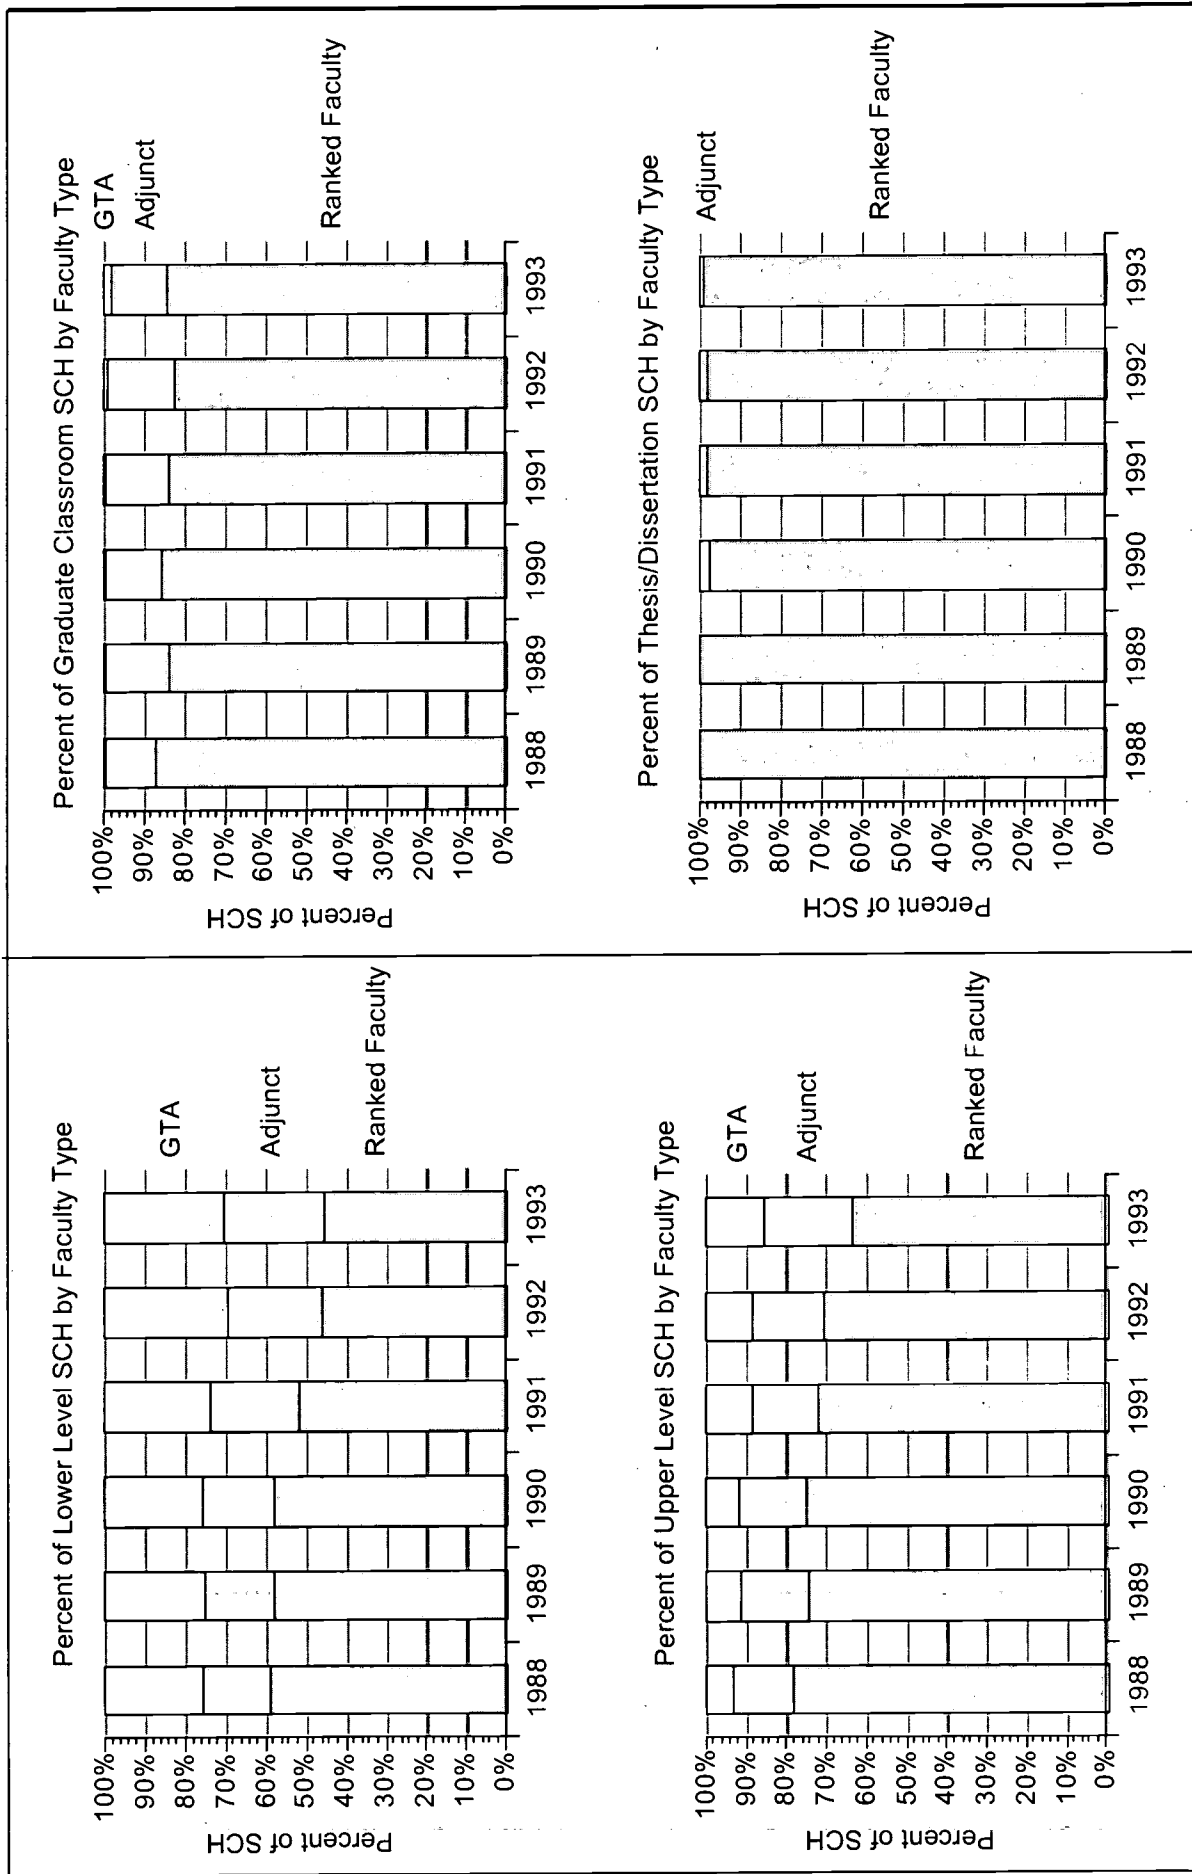 Percent of Lower Level SCH by Faculty Type
Percent of SCH
100%
90%
80%
70%
60%
50%
40%
30%
20%
10%
0%
1988 1989 1990 1991 1992 1993
GTA
Adjunct
Ranked Faculty
Percent of Graduate Classroom SCH by Faculty Type
Percent of SCH
100%
90%
80%
70%
60%
50%
40%
30%
20%
10%
0%
1988 1989 1990 1991 1992 1993
GTA
Adjunct
Ranked Faculty
Percent of Upper Level SCH by Faculty Type
Percent of SCH
100%
90%
80%
70%
60%
50%
40%
30%
20%
10%
0%
1988 1989 1990 1991 1992 1993
GTA
Adjunct
Ranked Faculty
Percent of Thesis/Dissertation SCH by Faculty Type
Percent of SCH
100%
90%
80%
70%
60%
50%
40%
30%
20%
10%
0%
1988 1989 1990 1991 1992 1993
Adjunct
Ranked Faculty